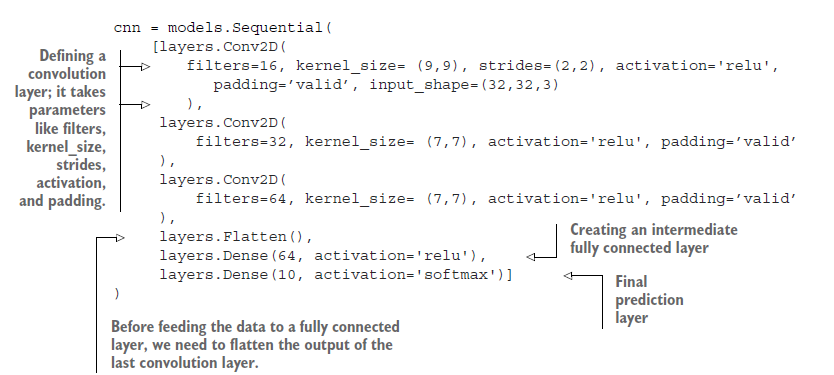 cnn = models.Sequential(
[layers.Conv2D(
filters=16, kernel_size= (9,9), strides=(2,2), activation='relu',
padding=’valid’, input_shape=(32,32,3)
),
layers.Conv2D(
filters=32, kernel_size= (7,7), activation='relu', padding=’valid’
),
layers.Conv2D(
filters=64, kernel_size= (7,7), activation='relu', padding=’valid’
),
layers.Flatten(),
layers.Dense(64, activation='relu'),
layers.Dense(10, activation='softmax')]
)
Defining a
convolution
layer; it takes
parameters
like filters,
kernel_size,
strides,
activation,
and padding.
Creating an intermediate
fully connected layer
Final
prediction
layer
Before feeding the data to a fully connected
layer, we need to flatten the output of the
last convolution layer.